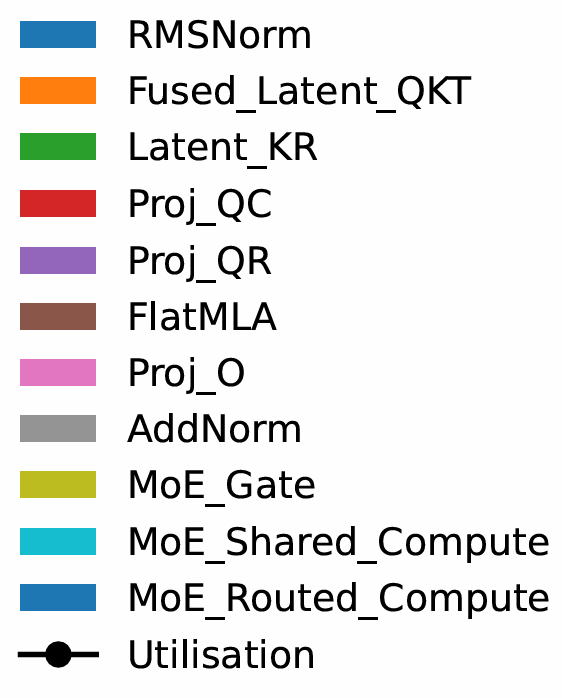 RMSNorm
Fused_Latent_QKT
Latent_KR
Proj_QC
Proj_QR
FlatMLA
Proj_O
AddNorm
MoE_Gate
MoE_Shared_Compute
MoE_Routed_Compute
Utilisation